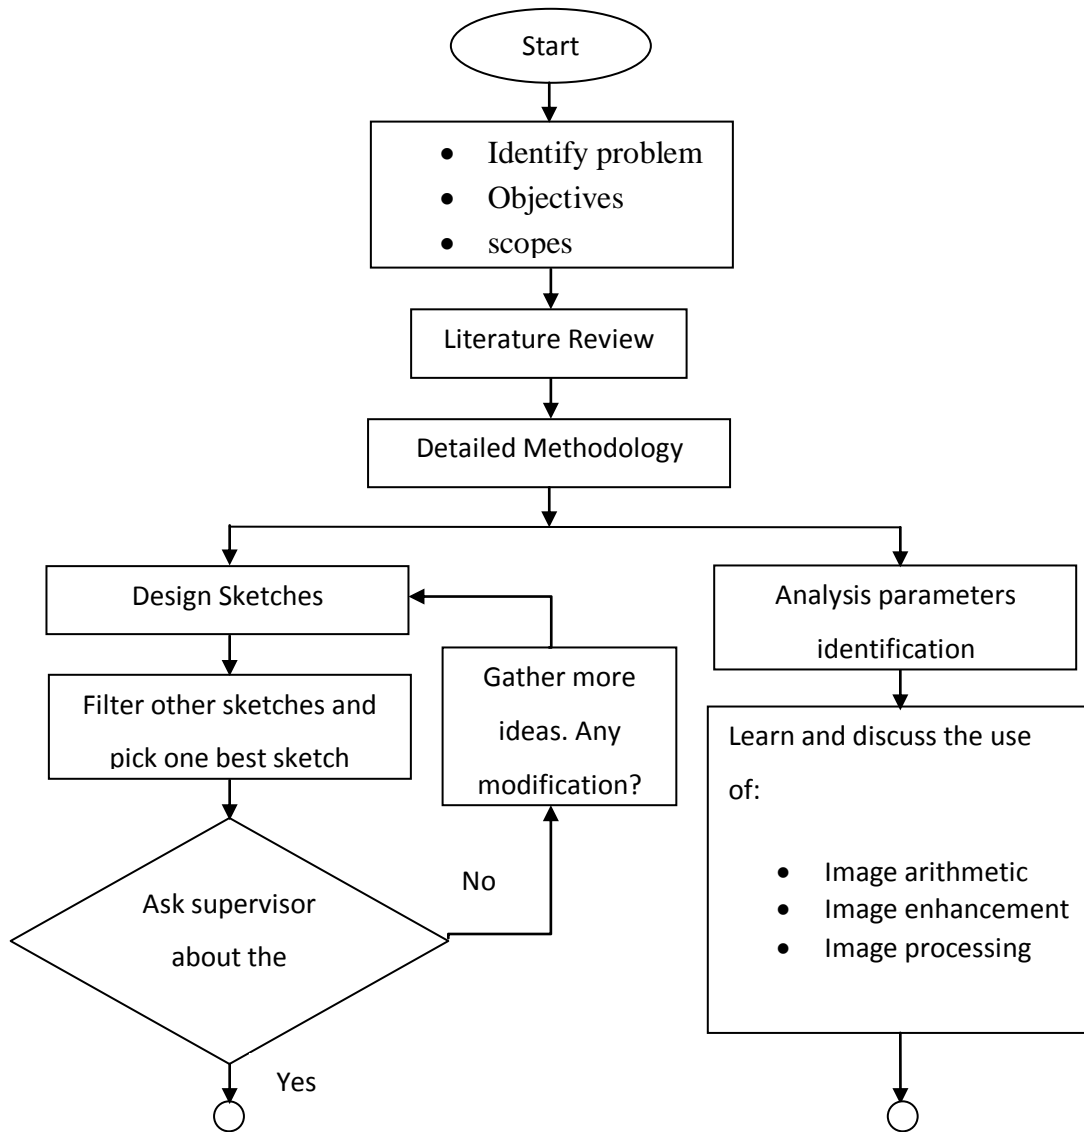 Start
• Identify problem
• Objectives
• scopes
Literature Review
Detailed Methodology
Design Sketches
Filter other sketches and
pick one best sketch
Gather more
ideas. Any
modification?
Ask supervisor
about the
No
Yes
Analysis parameters
identification
Learn and discuss the use
of:
• Image arithmetic
• Image enhancement
• Image processing